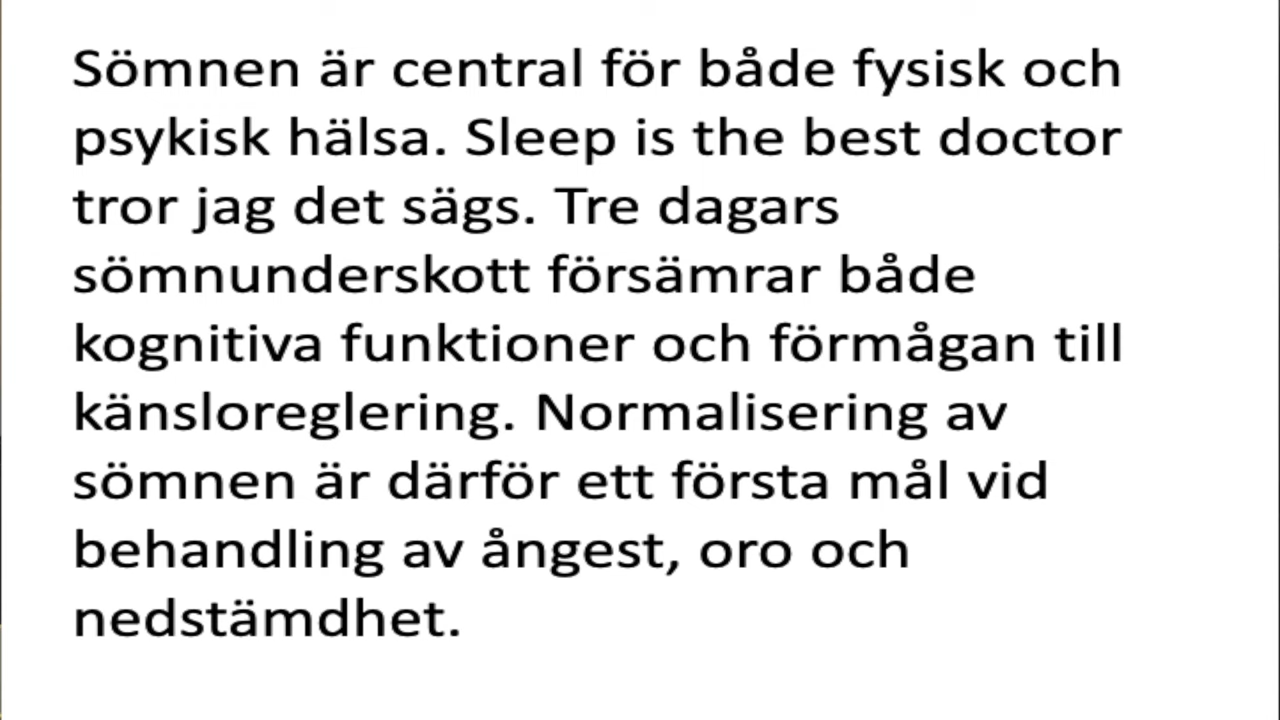 Sömnen är central för både fysisk och
psykisk hälsa. Sleep is the best doctor
tror jag det sägs. Tre dagars
sömnunderskott försämrar både
kognitiva funktioner och förmågan till
känsloreglering. Normalisering av
sömnen är därför ett första mål vid
behandling av ångest, oro och
nedstämdhet.